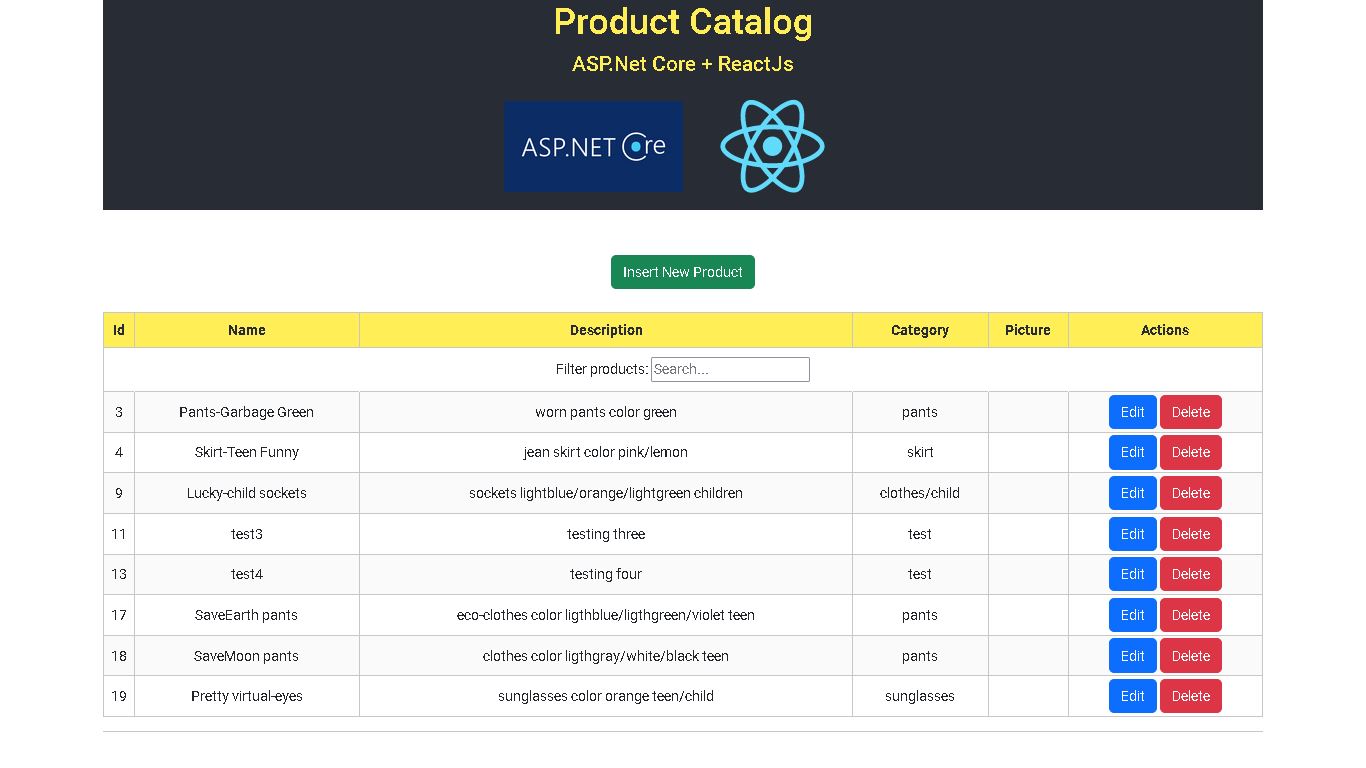 Product Catalog
ASP.Net Core + ReactJs
ASP.NET Core
Insert New Product
Id Name Description Category Picture Actions
Filter products: Search...
3 Pants-Garbage Green worn pants color green pants Edit Delete
4 Skirt-Teen Funny jean skirt color pink/lemon skirt Edit Delete
9 Lucky-child sockets sockets lightblue/orange/lightgreen children clothes/child Edit Delete
11 test3 testing three test Edit Delete
13 test4 testing four test Edit Delete
17 SaveEarth pants eco-clothes color ligthblue/ligthgreen/violet teen pants Edit Delete
18 SaveMoon pants clothes color ligthgray/white/black teen pants Edit Delete
19 Pretty virtual-eyes sunglasses color orange teen/child sunglasses Edit Delete